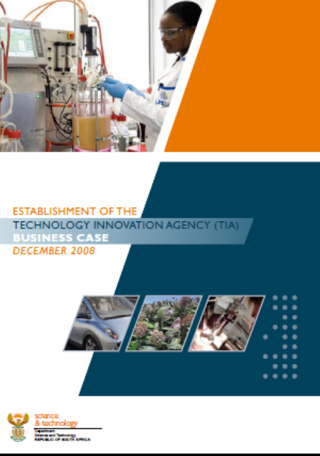 ESTABLISHMENT OF THE
TECHNOLOGY INNOVATION AGENCY (TIA)
BUSINESS CASE
DECEMBER 2008
science
& technology
Department:
Science and Technology
REPUBLIC OF SOUTH AFRICA